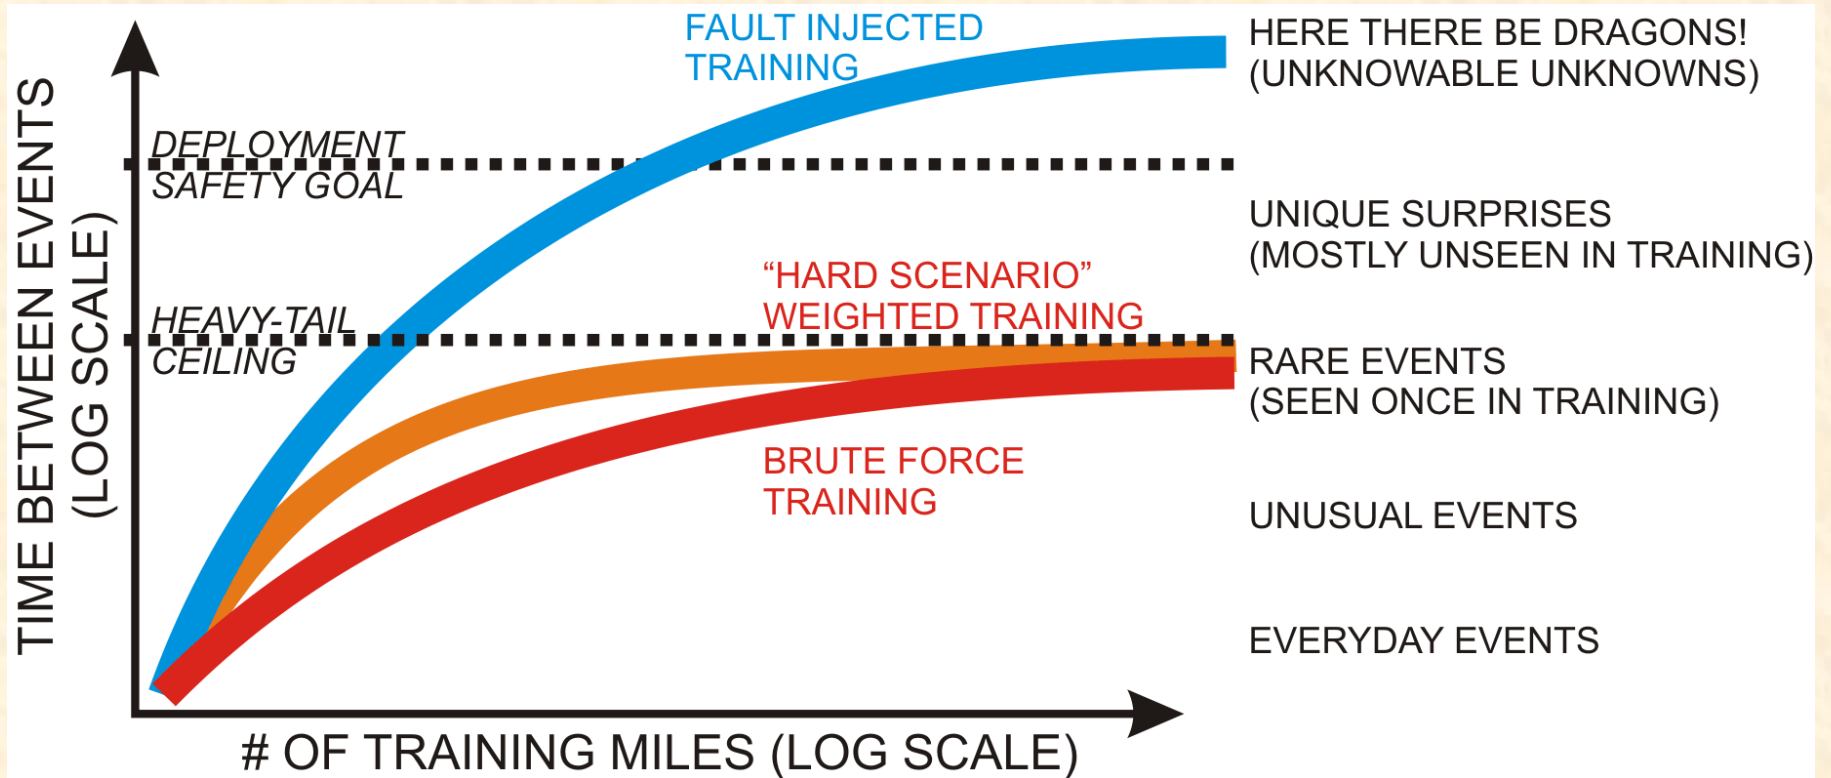 TIME BETWEEN EVENTS
(LOG SCALE)
FAULT INJECTED
TRAINING
DEPLOYMENT
SAFETY GOAL
“HARD SCENARIO”
WEIGHTED TRAINING
HEAVY-TAIL
CEILING
BRUTE FORCE
TRAINING
HERE THERE BE DRAGONS!
(UNKNOWABLE UNKNOWNS)
UNIQUE SURPRISES
(MOSTLY UNSEEN IN TRAINING)
RARE EVENTS
(SEEN ONCE IN TRAINING)
UNUSUAL EVENTS
EVERYDAY EVENTS
# OF TRAINING MILES (LOG SCALE)